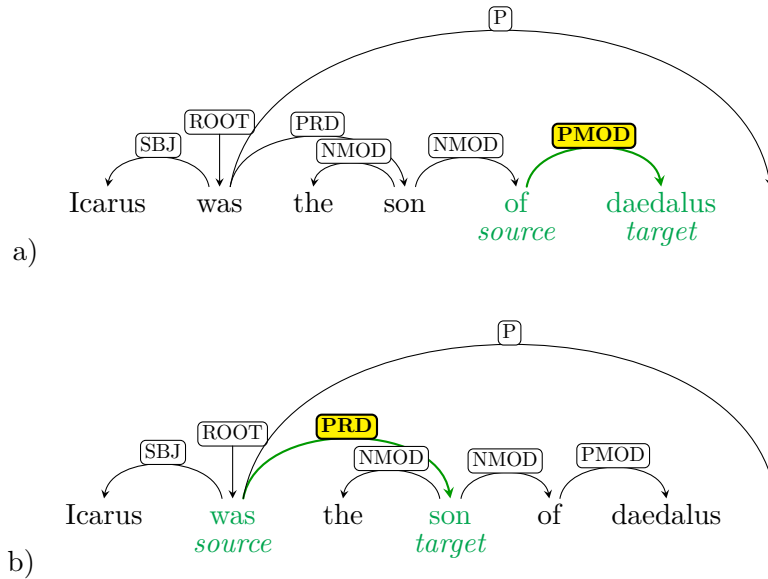 P
ROOT PRD PMOD
SBJ NMOD NMOD
Icarus was the son of daedalus
source target
a)
P
PRD
ROOT
SBJ NMOD NMOD PMOD
Icarus was the son of daedalus
source target
b)